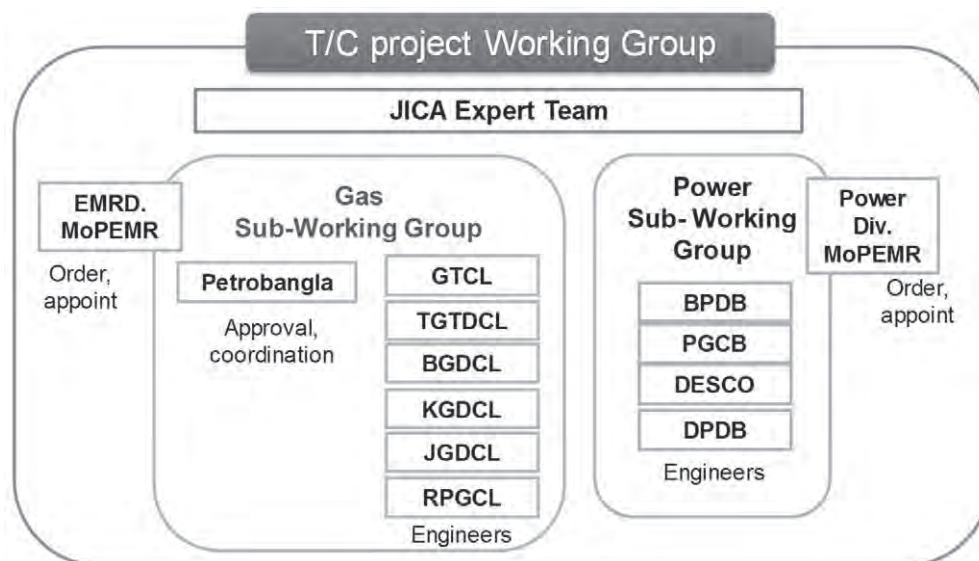 T/C project Working Group
JICA Expert Team
EMRD.
MoPEMR
Order,
appoint
Gas
Sub-Working Group
Petrobangla
Approval,
coordination
GTCL
TGTDCL
BGDCL
KGDCL
JGDCL
RPGCL
Engineers
Power
Sub- Working
Group
BPDB
PGCB
DESCO
DPDB
Engineers
Power
Div.
MoPEMR
Order,
appoint